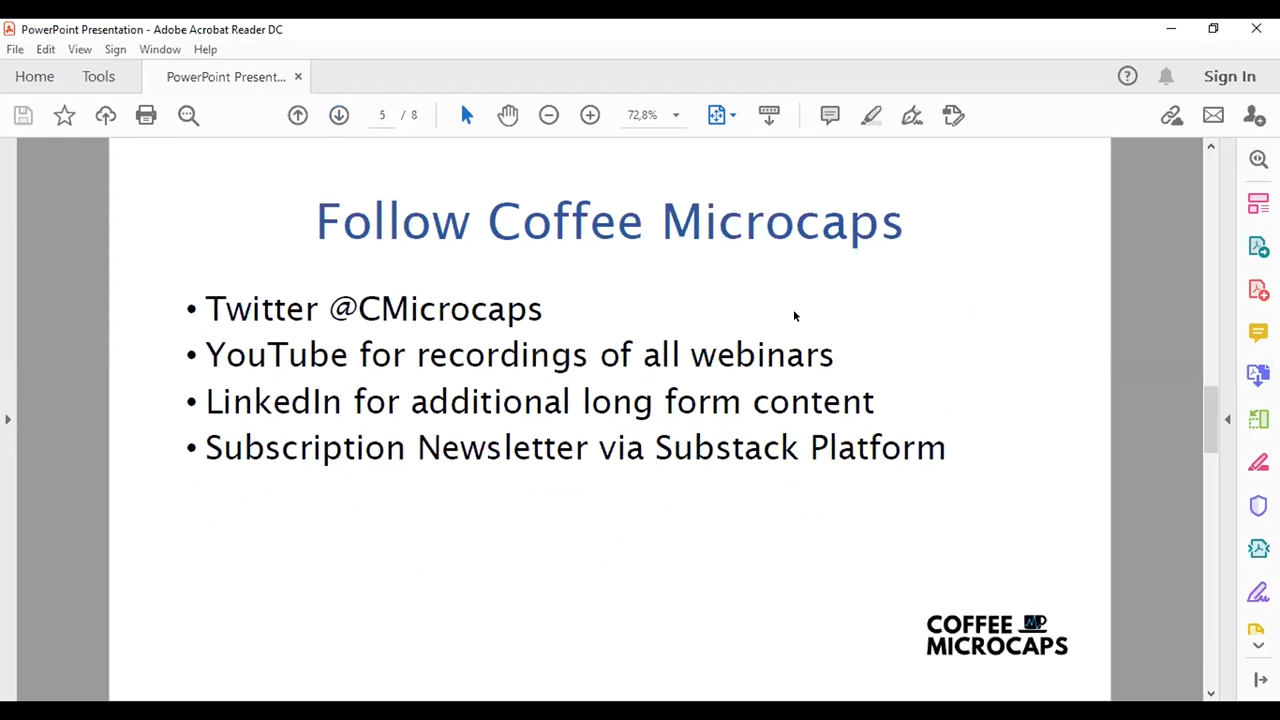 PowerPoint Presentation - Adobe Acrobat Reader DC
File Edit View Sign Window Help
Home Tools PowerPoint Present... × Sign In
5 / 8 72,8%
Follow Coffee Microcaps
• Twitter @CMicrocaps
• YouTube for recordings of all webinars
• LinkedIn for additional long form content
• Subscription Newsletter via Substack Platform
COFFEE
MICROCAPS